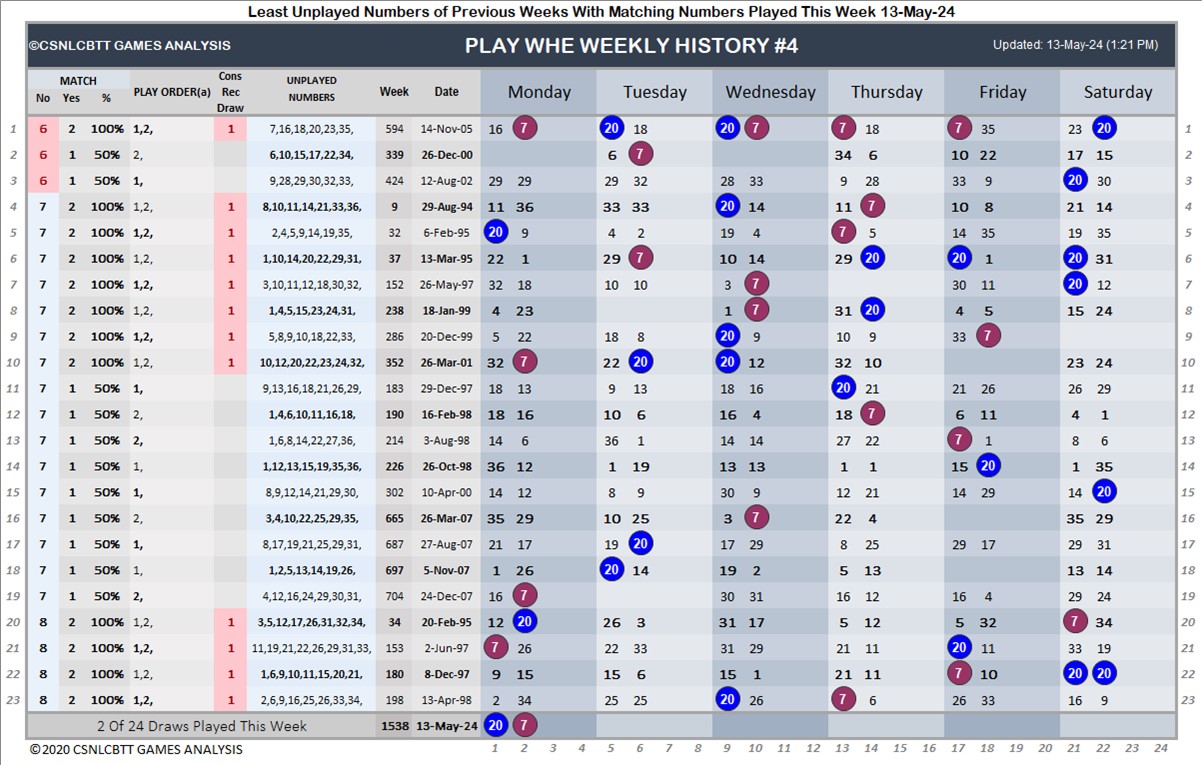 Least Unplayed Numbers of Previous Weeks With Matching Numbers Played This Week 13-May-24
©CSNLCBTT GAMES ANALYSIS PLAY WHE WEEKLY HISTORY #4 Updated: 13-May-24 (1:21 PM)
MATCH Cons UNPLAYED
No Yes % PLAY ORDER(a) Rec NUMBERS Week Date Monday Tuesday Wednesday Thursday Friday Saturday
Draw
1 6 2 100% 1,2, 1 7,16,18,20,23,35, 594 14-Nov-05 16 7 20 18 20 7 7 18 7 35 23 20 1
2 6 1 50% 2, 6,10,15,17,22,34, 339 26-Dec-00 6 7 34 6 10 22 17 15 2
3 6 1 50% 1, 9,28,29,30,32,33, 424 12-Aug-02 29 29 29 32 28 33 9 28 33 9 20 30 3
4 7 2 100% 1,2, 1 8,10,11,14,21,33,36, 9 29-Aug-94 11 36 33 33 20 14 11 7 10 8 21 14 4
5 7 2 100% 1,2, 1 2,4,5,9,14,19,35, 32 6-Feb-95 20 9 4 2 19 4 7 5 14 35 19 35 5
6 7 2 100% 1,2, 1 1,10,14,20,22,29,31, 37 13-Mar-95 22 1 29 7 10 14 29 20 20 1 20 31 6
7 7 2 100% 1,2, 1 3,10,11,12,18,30,32, 152 26-May-97 32 18 10 10 3 7 30 11 20 12 7
8 7 2 100% 1,2, 1 1,4,5,15,23,24,31, 238 18-Jan-99 4 23 1 7 31 20 4 5 15 24 8
9 7 2 100% 1,2, 1 5,8,9,10,18,22,33, 286 20-Dec-99 5 22 18 8 20 9 10 9 33 7 9
10 7 2 100% 1,2, 1 10,12,20,22,23,24,32, 352 26-Mar-01 32 7 22 20 20 12 32 10 23 24 10
11 7 1 50% 1, 9,13,16,18,21,26,29, 183 29-Dec-97 18 13 9 13 18 16 20 21 21 26 26 29 11
12 7 1 50% 2, 1,4,6,10,11,16,18, 190 16-Feb-98 18 16 10 6 16 4 18 7 6 11 4 1 12
13 7 1 50% 2, 1,6,8,14,22,27,36, 214 3-Aug-98 14 6 36 1 14 14 27 22 7 1 8 6 13
14 7 1 50% 1, 1,12,13,15,19,35,36, 226 26-Oct-98 36 12 1 19 13 13 1 1 15 20 1 35 14
15 7 1 50% 1, 8,9,12,14,21,29,30, 302 10-Apr-00 14 12 8 9 30 9 12 21 14 29 14 20 15
16 7 1 50% 2, 3,4,10,22,25,29,35, 665 26-Mar-07 35 29 10 25 3 7 22 4 35 29 16
17 7 1 50% 1, 8,17,19,21,25,29,31, 687 27-Aug-07 21 17 19 20 17 29 8 25 29 17 29 31 17
18 7 1 50% 1, 1,2,5,13,14,19,26, 697 5-Nov-07 1 26 20 14 19 2 5 13 13 14 18
19 7 1 50% 2, 4,12,16,24,29,30,31, 704 24-Dec-07 16 7 30 31 16 12 16 4 29 24 19
20 8 2 100% 1,2, 1 3,5,12,17,26,31,32,34, 34 20-Feb-95 12 20 26 3 31 17 5 12 5 32 7 34 20
21 8 2 100% 1,2, 1 11,19,21,22,26,29,31,33, 153 2-Jun-97 7 26 22 33 31 29 21 11 20 11 33 19 21
22 8 2 100% 1,2, 1 1,6,9,10,11,15,20,21, 180 8-Dec-97 9 15 15 6 15 1 21 11 7 10 20 20 22
23 8 2 100% 1,2, 1 2,6,9,16,25,26,33,34, 198 13-Apr-98 2 34 25 25 20 26 7 6 26 33 16 9 23
2 Of 24 Draws Played This Week 1538 13-May-24 20 7
©2020 CSNLCBTT GAMES ANALYSIS 1 2 3 4 5 6 7 8 9 10 11 12 13 14 15 16 17 18 19 20 21 22 23 24